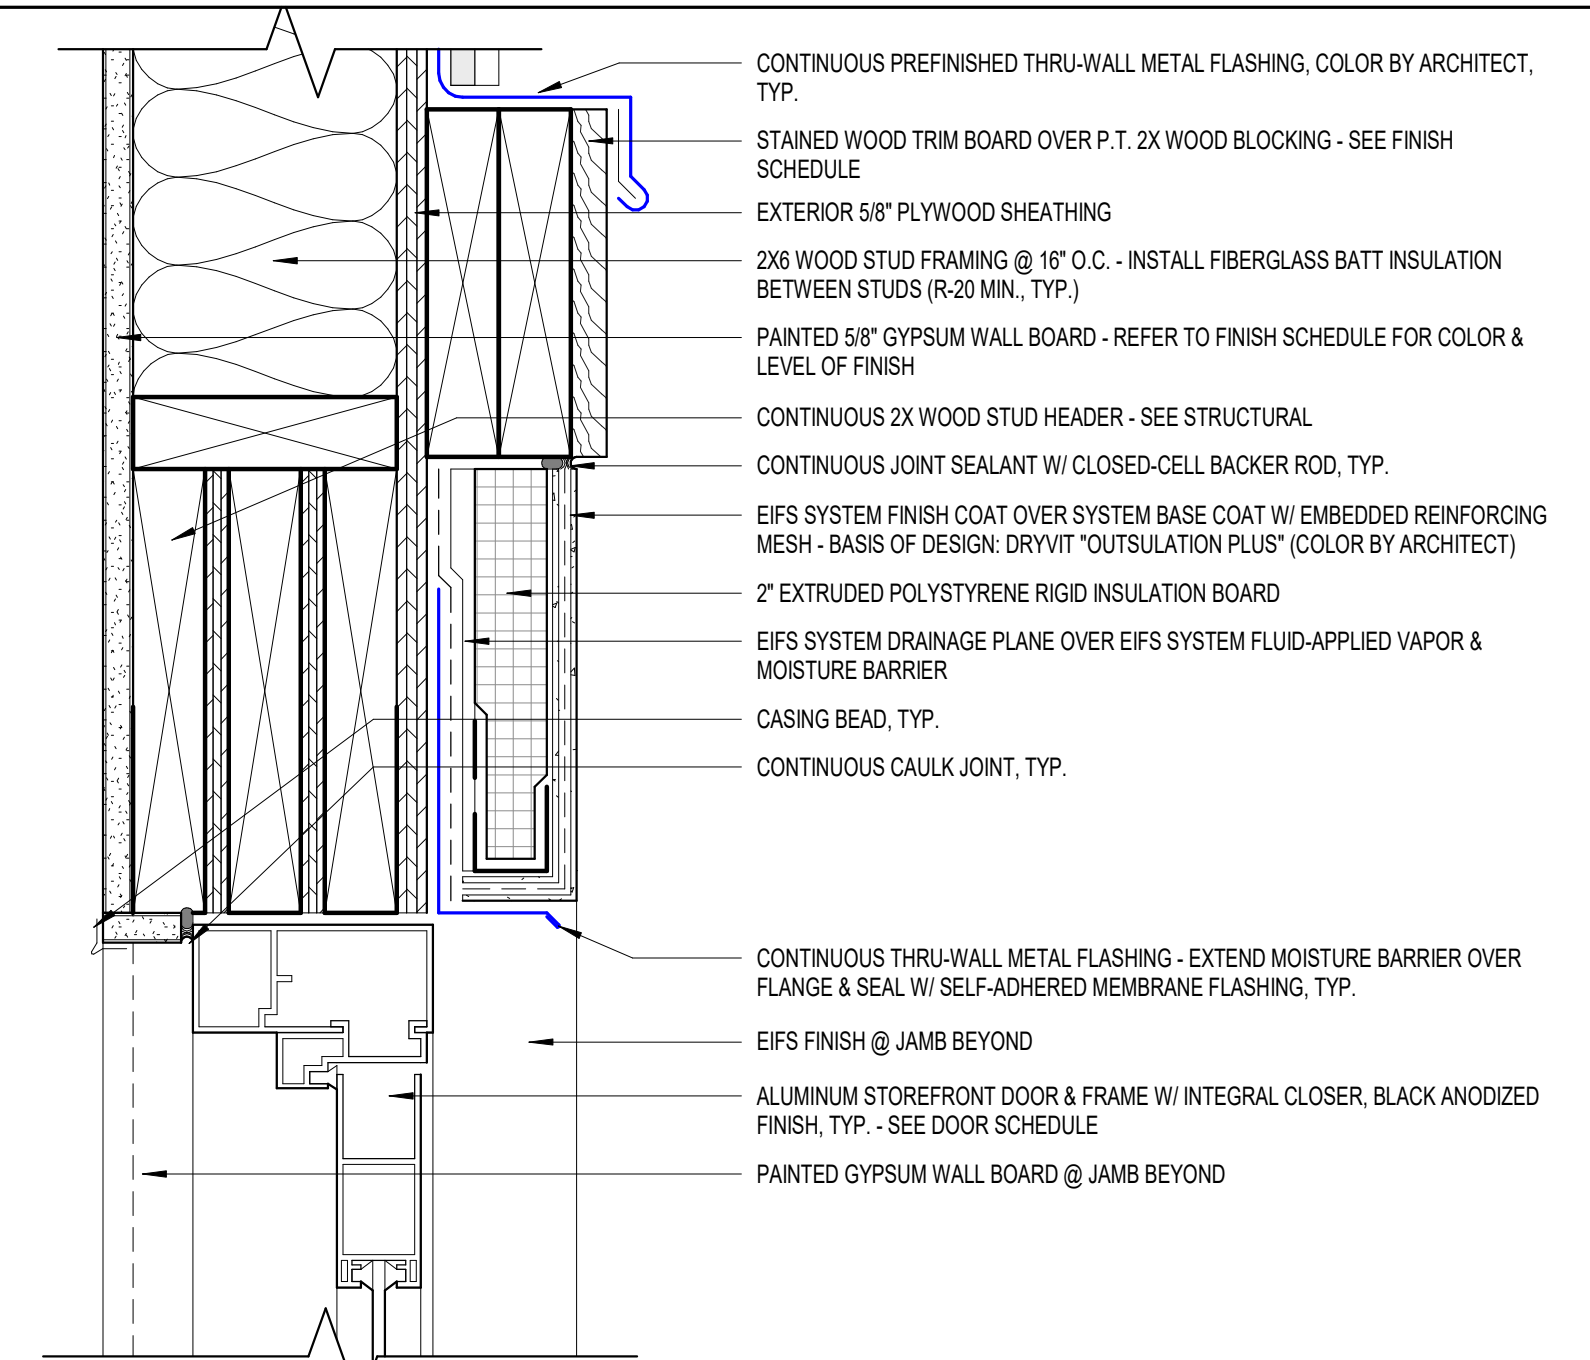 CONTINUOUS PREFINISHED THRU-WALL METAL FLASHING, COLOR BY ARCHITECT,
TYP.
STAINED WOOD TRIM BOARD OVER P.T. 2X WOOD BLOCKING - SEE FINISH
SCHEDULE
EXTERIOR 5/8" PLYWOOD SHEATHING
2X6 WOOD STUD FRAMING @ 16" O.C. - INSTALL FIBERGLASS BATT INSULATION
BETWEEN STUDS (R-20 MIN., TYP.)
PAINTED 5/8" GYPSUM WALL BOARD - REFER TO FINISH SCHEDULE FOR COLOR &
LEVEL OF FINISH
CONTINUOUS 2X WOOD STUD HEADER - SEE STRUCTURAL
CONTINUOUS JOINT SEALANT W/ CLOSED-CELL BACKER ROD, TYP.
EIFS SYSTEM FINISH COAT OVER SYSTEM BASE COAT W/ EMBEDDED REINFORCING
MESH - BASIS OF DESIGN: DRYVIT "OUTSULATION PLUS" (COLOR BY ARCHITECT)
2" EXTRUDED POLYSTYRENE RIGID INSULATION BOARD
EIFS SYSTEM DRAINAGE PLANE OVER EIFS SYSTEM FLUID-APPLIED VAPOR &
MOISTURE BARRIER
CASING BEAD, TYP.
CONTINUOUS CAULK JOINT, TYP.
CONTINUOUS THRU-WALL METAL FLASHING - EXTEND MOISTURE BARRIER OVER
FLANGE & SEAL W/ SELF-ADHERED MEMBRANE FLASHING, TYP.
EIFS FINISH @ JAMB BEYOND
ALUMINUM STOREFRONT DOOR & FRAME W/ INTEGRAL CLOSER, BLACK ANODIZED
FINISH, TYP. - SEE DOOR SCHEDULE
PAINTED GYPSUM WALL BOARD @ JAMB BEYOND